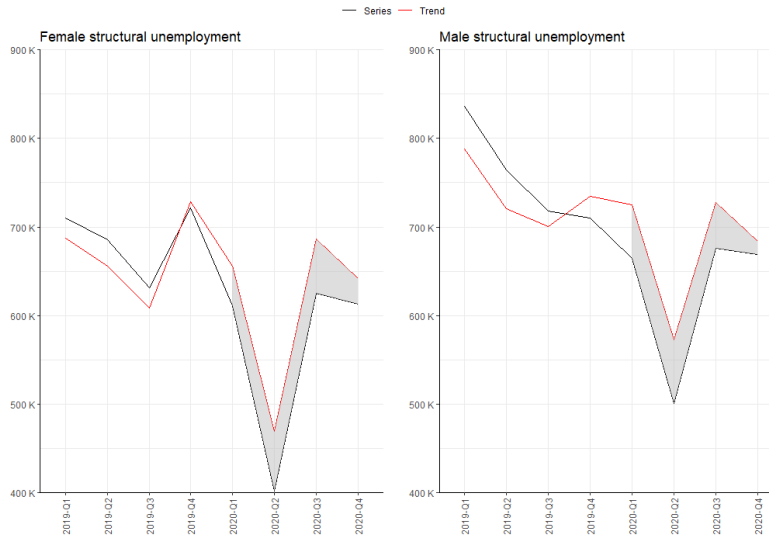 Series Trend
Female structural unemployment
900 K
800 K
700 K
600 K
500 K
400 K
2019-Q1
2019-Q2
2019-Q3
2019-Q4
2020-Q1
2020-Q2
2020-Q3
2020-Q4
Male structural unemployment
900 K
800 K
700 K
600 K
500 K
400 K
2019-Q1
2019-Q2
2019-Q3
2019-Q4
2020-Q1
2020-Q2
2020-Q3
2020-Q4